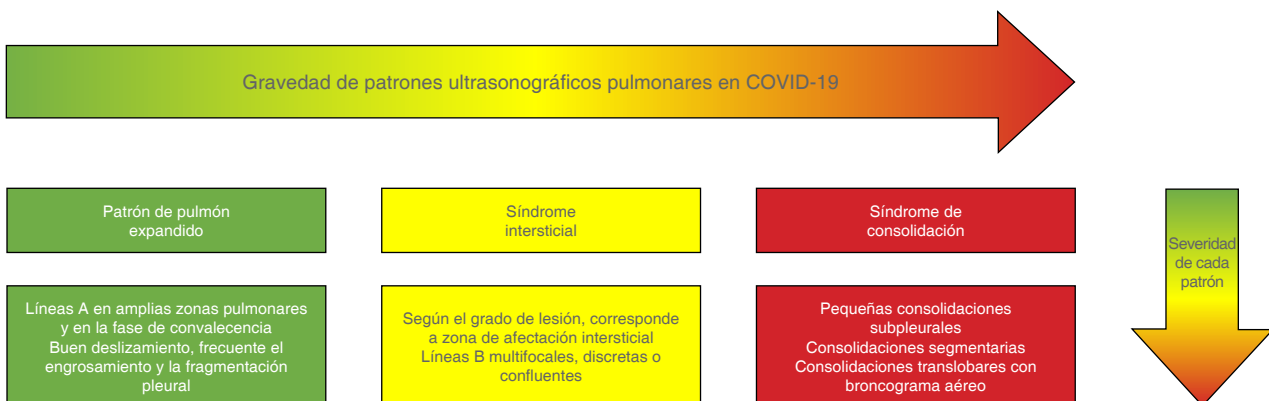 Gravedad de patrones ultrasonográficos pulmonares en COVID-19
Patrón de pulmón
expandido
Síndrome
intersticial
Síndrome de
consolidación
Severidad
de cada
patrón
Líneas A en amplias zonas pulmonares
y en la fase de convalecencia
Buen deslizamiento, frecuente el
engrosamiento y la fragmentación
pleural
Según el grado de lesión, corresponde
a zona de afectación intersticial
Líneas B multifocales, discretas o
confluentes
Pequeñas consolidaciones
subpleurales
Consolidaciones segmentarias
Consolidaciones translobares con
broncograma aéreo